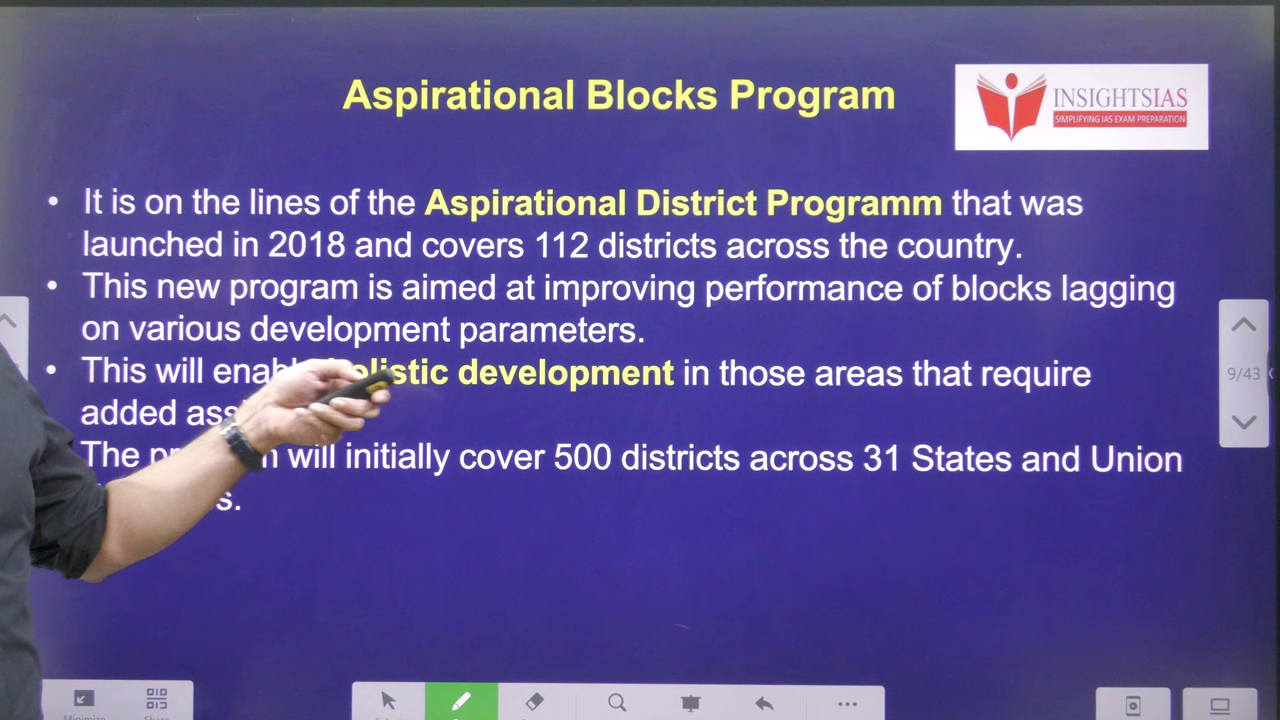 Aspirational Blocks Program
INSIGHTSIAS
SIMPLIFYING IAS EXAM PREPARATION
• It is on the lines of the Aspirational District Programm that was
launched in 2018 and covers 112 districts across the country.
• This new program is aimed at improving performance of blocks lagging
on various development parameters.
• This will development in those areas that require
added
The will initially cover 500 districts across 31 States and Union
9/43